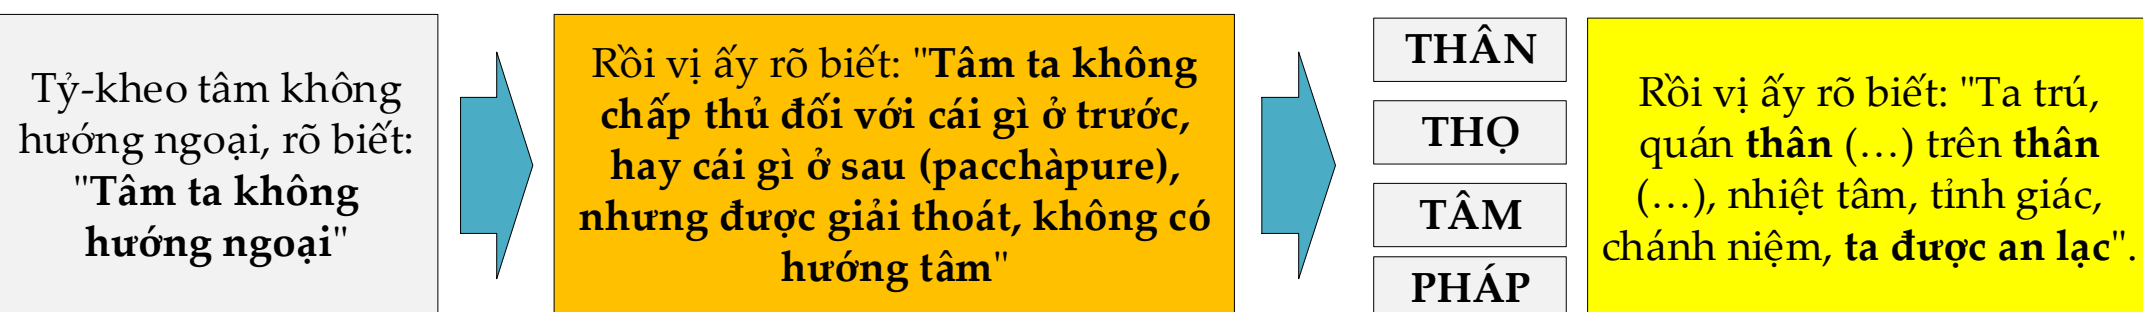 Tỷ-kheo tâm không
hướng ngoại, rõ biết:
"Tâm ta không
hướng ngoại"
Rồi vị ấy rõ biết: "Tâm ta không
chấp thủ đối với cái gì ở trước,
hay cái gì ở sau (pacchàpure),
nhưng được giải thoát, không có
hướng tâm"
THÂN
THỌ
TÂM
PHÁP
Rồi vị ấy rõ biết: "Ta trú,
quán thân (…) trên thân
(…), nhiệt tâm, tỉnh giác,
chánh niệm, ta được an lạc".